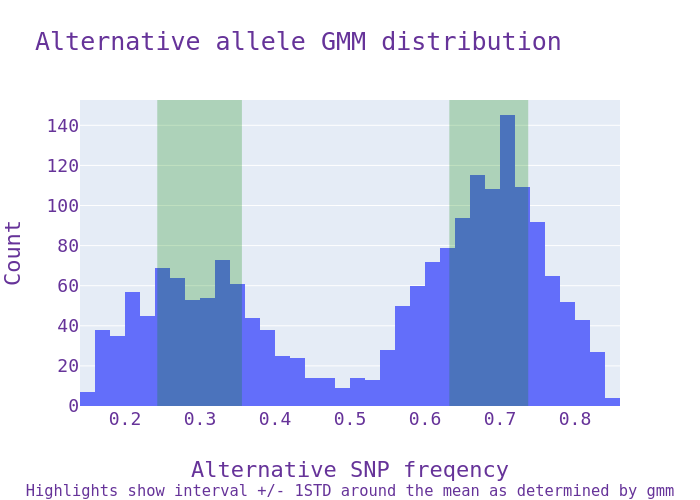 Alternative allele GMM distribution
Count
140
120
100
80
60
40
20
0
0.2 0.3 0.4 0.5 0.6 0.7 0.8
Alternative SNP freqency
Highlights show interval +/- 1STD around the mean as determined by gmm